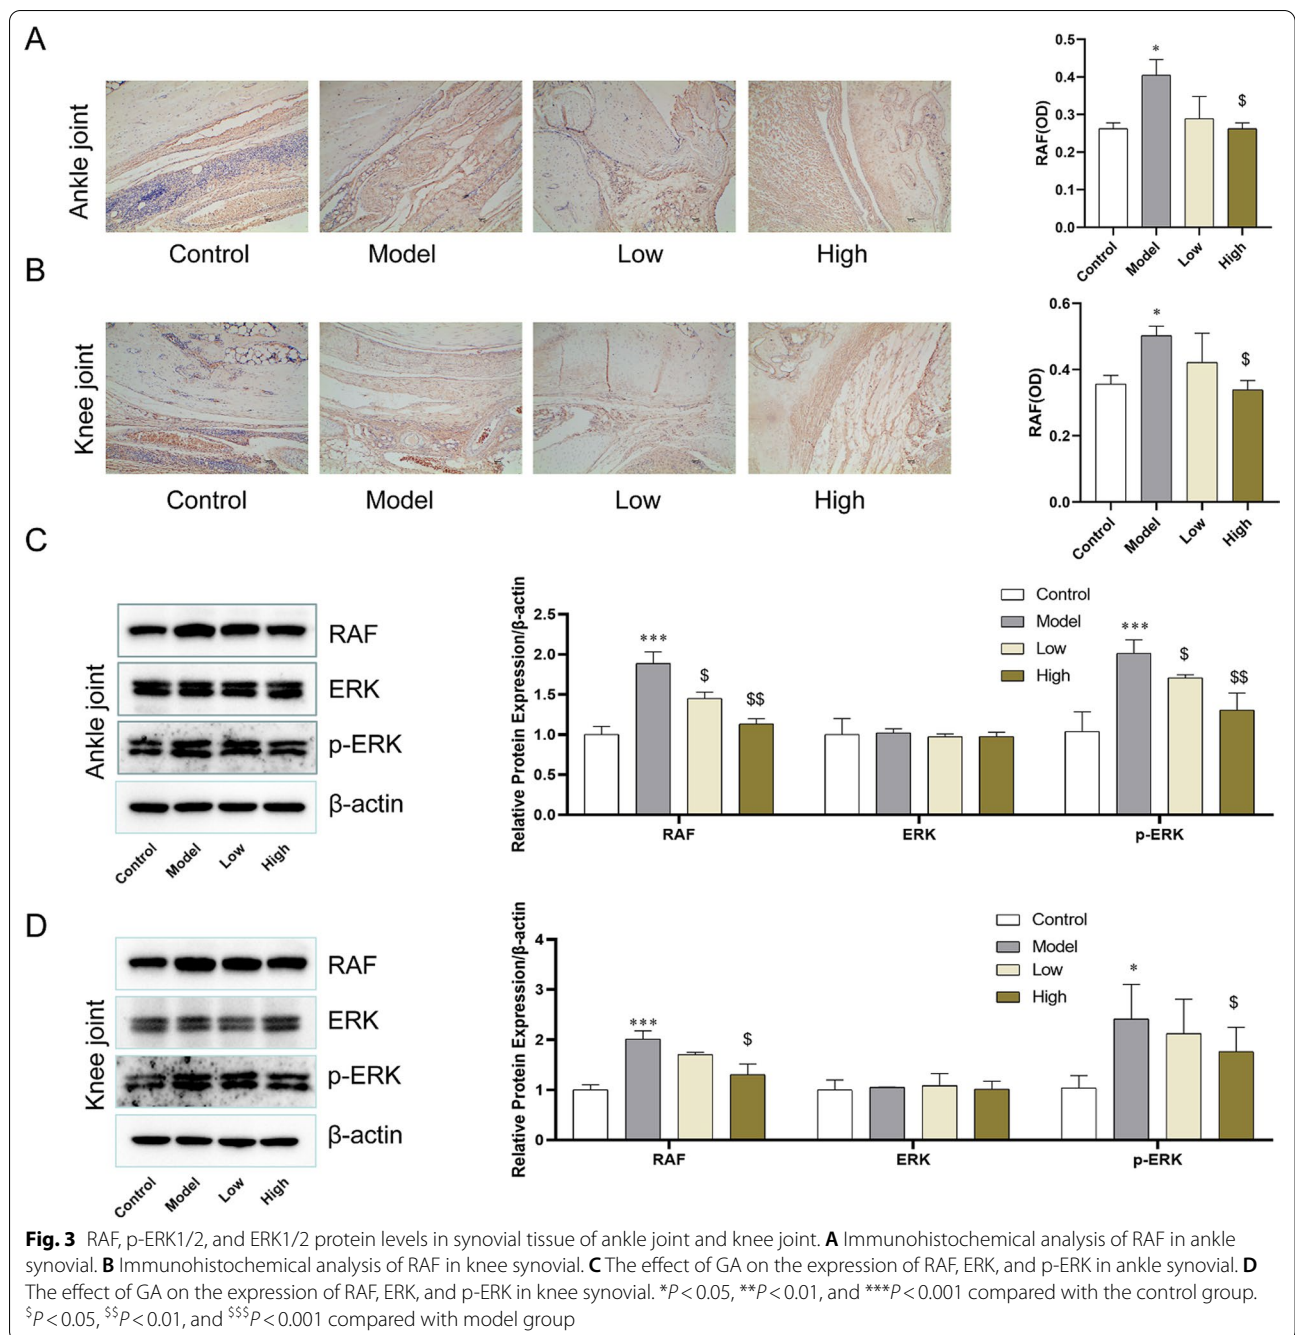 A
Ankle joint
Control
Model
Low
High
RAF(OD)
0.5
0.4
0.3
0.2
0.1
0.0
*
$
Control
Model
Low
High
B
Knee joint
Control
Model
Low
High
RAF(OD)
0.6
0.4
0.2
0.0
*
$
Control
Model
Low
High
C
Ankle joint
RAF
ERK
p-ERK
β-actin
Control
Model
Low
High
Relative Protein Expression/β-actin
2.5
2.0
1.5
1.0
0.5
0.0
***
$
$$
***
$
$$
RAF
ERK
p-ERK
Control
Model
Low
High
D
Knee joint
RAF
ERK
p-ERK
β-actin
Control
Model
Low
High
Relative Protein Expression/β-actin
4
3
2
1
0
***
$
*
$
RAF
ERK
p-ERK
Control
Model
Low
High
Fig. 3 RAF, p-ERK1/2, and ERK1/2 protein levels in synovial tissue of ankle joint and knee joint. A Immunohistochemical analysis of RAF in ankle
synovial. B Immunohistochemical analysis of RAF in knee synovial. C The effect of GA on the expression of RAF, ERK, and p-ERK in ankle synovial. D
The effect of GA on the expression of RAF, ERK, and p-ERK in knee synovial. *P < 0.05, **P < 0.01, and ***P < 0.001 compared with the control group.
$P < 0.05, $$P < 0.01, and $$$P < 0.001 compared with model group